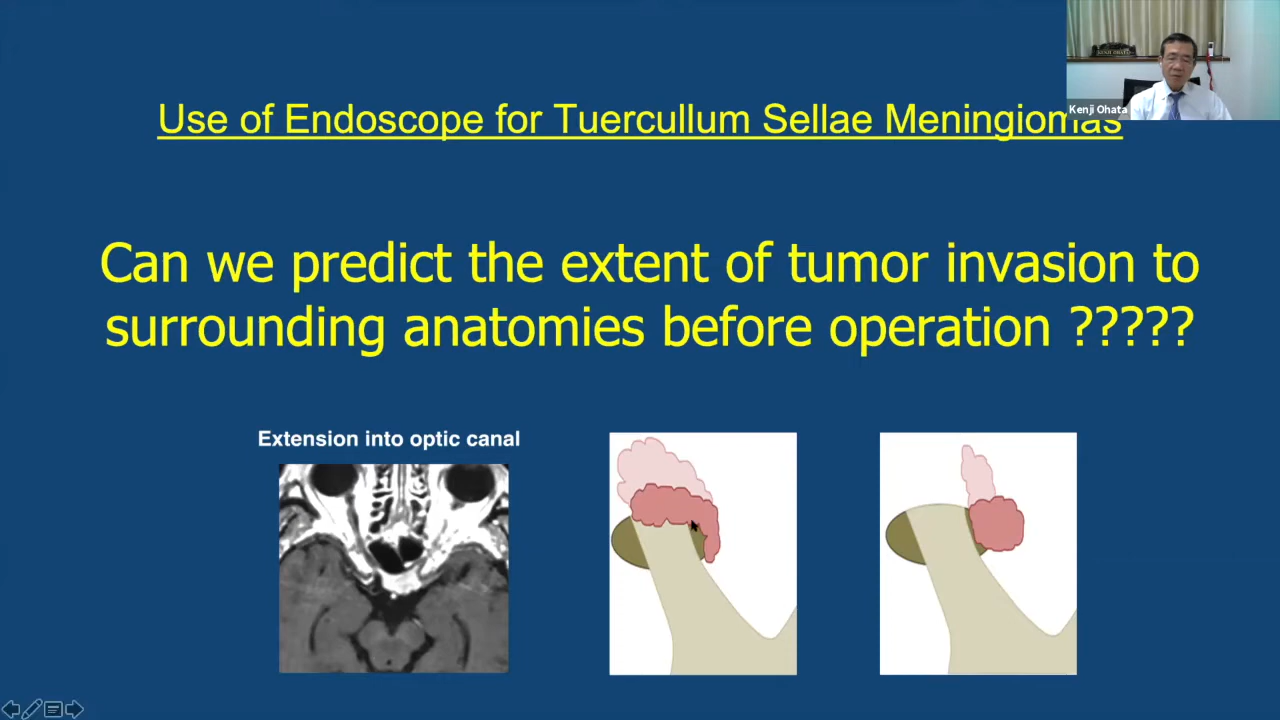 Use of Endoscope for Tuercullum Sellae Meningiomas
Kenji Ohata
Can we predict the extent of tumor invasion to
surrounding anatomies before operation ?????
Extension into optic canal